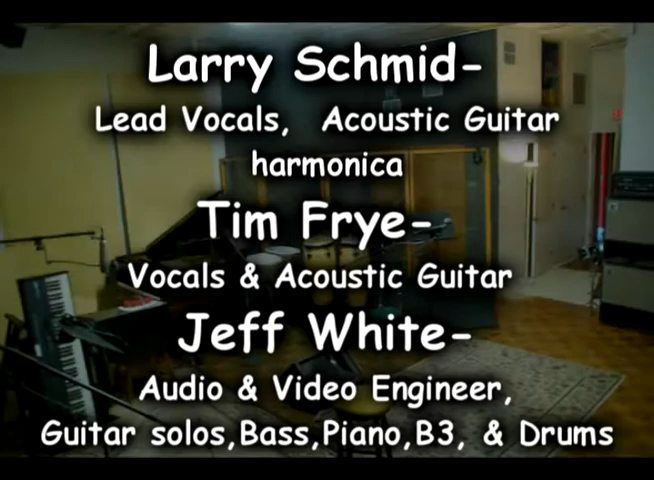 Larry Schmid-
Lead Vocals, Acoustic Guitar
harmonica
Tim Frye-
Vocals & Acoustic Guitar
Jeff White-
Audio & Video Engineer,
Guitar solos,Bass,Piano,B3, & Drums